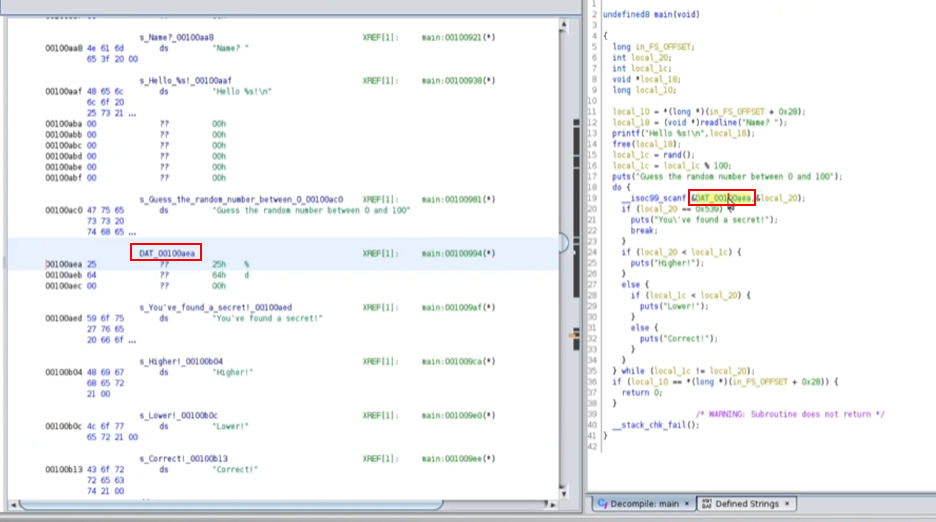 s_Name?_00100aa8 XREF[1]: main:00100921(*)
00100aa8 4e 61 6d ds "Name? "
65 3f 20 00
s_Hello_%s!_00100aaf XREF[1]: main:00100938(*)
00100aaf 48 65 6c ds "Hello %s!\n"
6c 6f 20
25 73 21 ...
00100aba 00 ?? 00h
00100abb 00 ?? 00h
00100abc 00 ?? 00h
00100abd 00 ?? 00h
00100abe 00 ?? 00h
00100abf 00 ?? 00h
s_Guess_the_random_number_between_0_00100ac0 XREF[1]: main:00100981(*)
00100ac0 47 75 65 ds "Guess the random number between 0 and 100"
73 73 20
74 68 65 ...
DAT_00100aea XREF[1]: main:00100994(*)
00100aea 25 ?? 25h %
00100aeb 64 ?? 64h d
00100aec 00 ?? 00h
s_You've_found_a_secret!_00100aed XREF[1]: main:001009af(*)
00100aed 59 6f 75 ds "You've found a secret!"
27 76 65
20 66 6f ...
s_Higher!_00100b04 XREF[1]: main:001009ca(*)
00100b04 48 69 67 ds "Higher!"
68 65 72
21 00
s_Lower!_00100b0c XREF[1]: main:001009e0(*)
00100b0c 4c 6f 77 ds "Lower!"
65 72 21 00
s_Correct!_00100b13 XREF[1]: main:001009ee(*)
00100b13 43 6f 72 ds "Correct!"
72 65 63
74 21 00
1
2 undefined8 main(void)
3
4 {
5 long in_FS_OFFSET;
6 int local_20;
7 int local_1c;
8 void *local_18;
9 long local_10;
10
11 local_10 = *(long *)(in_FS_OFFSET + 0x28);
12 local_18 = (void *)readline("Name? ");
13 printf("Hello %s!\n",local_18);
14 free(local_18);
15 local_1c = rand();
16 local_1c = local_1c % 100;
17 puts("Guess the random number between 0 and 100");
18 do {
19 __isoc99_scanf(&DAT_00100aea,&local_20);
20 if (local_20 == 0x539) {
21 puts("You\'ve found a secret!");
22 break;
23 }
24 if (local_20 < local_1c) {
25 puts("Higher!");
26 }
27 else {
28 if (local_1c < local_20) {
29 puts("Lower!");
30 }
31 else {
32 puts("Correct!");
33 }
34 }
35 } while (local_1c != local_20);
36 if (local_10 == *(long *)(in_FS_OFFSET + 0x28)) {
37 return 0;
38 }
39 /* WARNING: Subroutine does not return */
40 __stack_chk_fail();
41 }
42
Decompile: main × Defined Strings ×